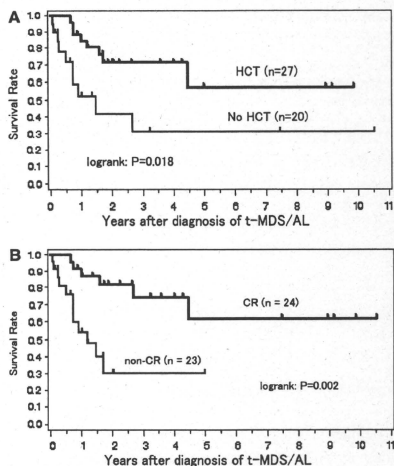 A
1.0
0.9
0.8
0.7
0.6
0.5
0.4
0.3
0.2
0.1
0.0
Survival Rate
HCT (n=27)
No HCT (n=20)
logrank: P=0.018
0 1 2 3 4 5 6 7 8 9 10 11
Years after diagnosis of t-MDS/AL
B
1.0
0.9
0.8
0.7
0.6
0.5
0.4
0.3
0.2
0.1
0.0
Survival Rate
CR (n = 24)
non-CR (n = 23)
logrank: P=0.002
0 1 2 3 4 5 6 7 8 9 10 11
Years after diagnosis of t-MDS/AL